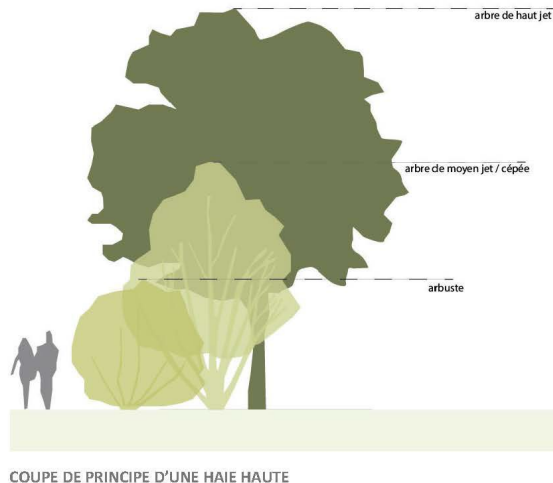 arbre de haut jet
arbre de moyen jet / cépée
arbuste
COUPE DE PRINCIPE D'UNE HAIE HAUTE